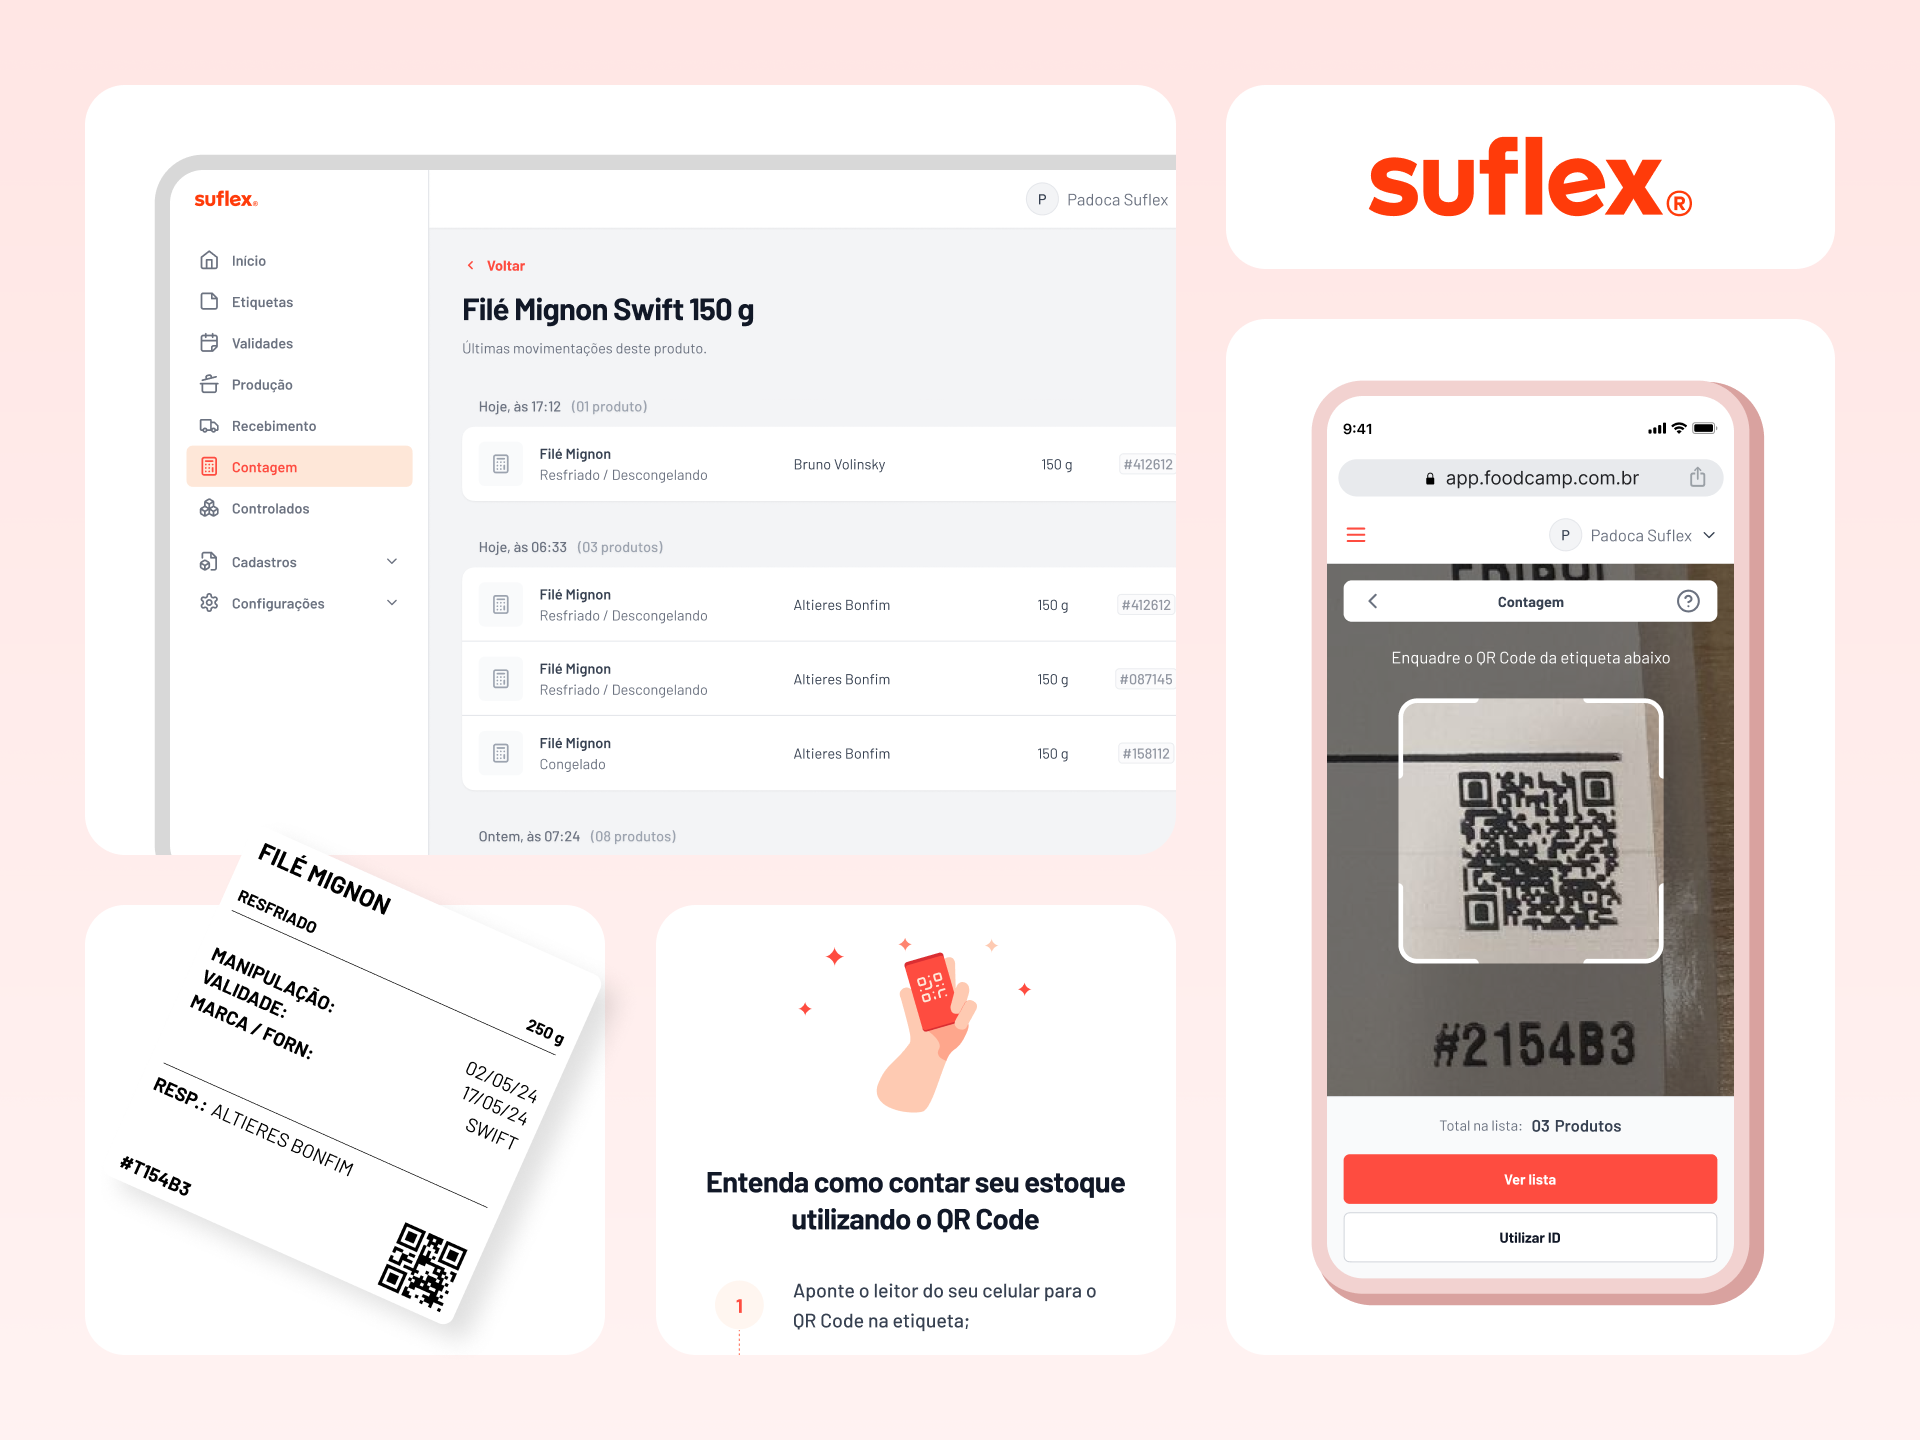 suflex®
P Padoca Suflex
Início
Etiquetas
Validades
Produção
Recebimento
Contagem
Controlados
Cadastros
Configurações
Voltar
Filé Mignon Swift 150 g
Últimas movimentações deste produto.
Hoje, às 17:12 (01 produto)
Filé Mignon
Resfriado / Descongelando
Bruno Volinsky
150 g
#412612
Hoje, às 06:33 (03 produtos)
Filé Mignon
Resfriado / Descongelando
Altieres Bonfim
150 g
#412612
Filé Mignon
Resfriado / Descongelando
Altieres Bonfim
150 g
#087145
Filé Mignon
Congelado
Altieres Bonfim
150 g
#158112
Ontem, às 07:24 (08 produtos)
suflex®
9:41
app.foodcamp.com.br
P Padoca Suflex
Contagem
Enquadre o QR Code da etiqueta abaixo
#2154B3
Total na lista: 03 Produtos
Ver lista
Utilizar ID
FILÉ MIGNON
RESFRIADO
250 g
MANIPULAÇÃO: 02/05/24
VALIDADE: 17/05/24
MARCA / FORN: SWIFT
RESP.: ALTIERES BONFIM
#T154B3
Entenda como contar seu estoque
utilizando o QR Code
1
Aponte o leitor do seu celular para o
QR Code na etiqueta;